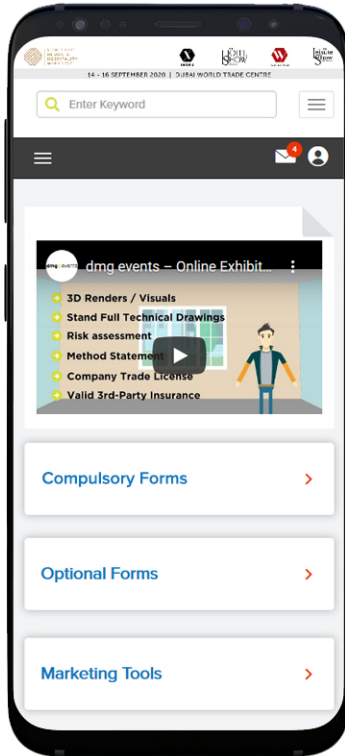 14 - 16 SEPTEMBER 2020 | DUBAI WORLD TRADE CENTRE
Enter Keyword
4
dmg events
dmg events – Online Exhibit...
3D Renders / Visuals
Stand Full Technical Drawings
Risk assessment
Method Statement
Company Trade License
Valid 3rd-Party Insurance
Compulsory Forms
Optional Forms
Marketing Tools